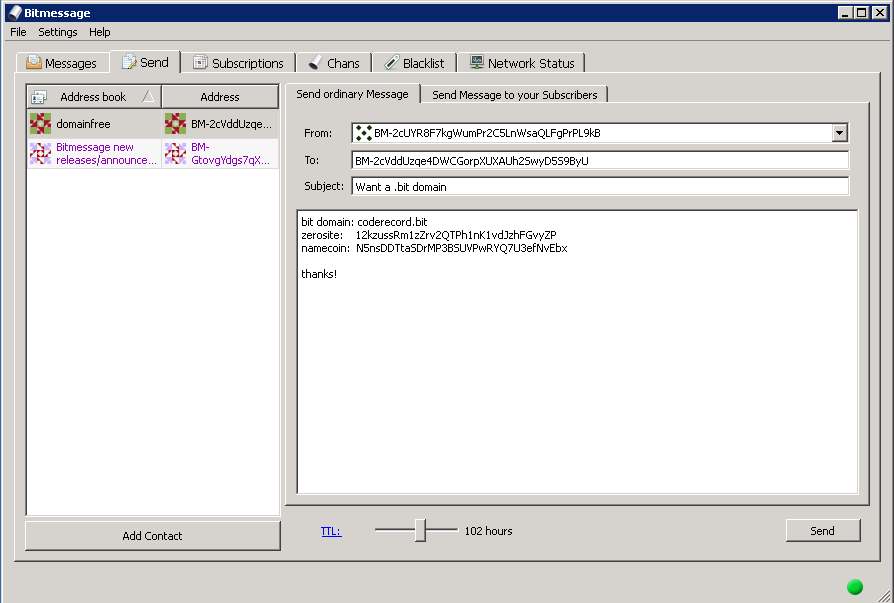 Bitmessage
File Settings Help
Messages Send Subscriptions Chans Blacklist Network Status
Address book Address
domainfree BM-2cVddUzqe...
Bitmessage new releases/announce... BM-GtovgYdgs7qX...
Add Contact
Send ordinary Message Send Message to your Subscribers
From: BM-2cUYR8F7kgWumPr2C5LnWsaQLFgPrPL9kB
To: BM-2cVddUzqe4DWCGorpXUXAUh2SwyD5S9ByU
Subject: Want a .bit domain
bit domain: coderecord.bit
zerosite: 12kzussRm1zZrv2QTPh1nK1vdJzhFGvyZP
namecoin: N5nsDDTtaSDrMP3BSUVPwRYQ7U3efNvEbx
thanks!
TTL: 102 hours Send